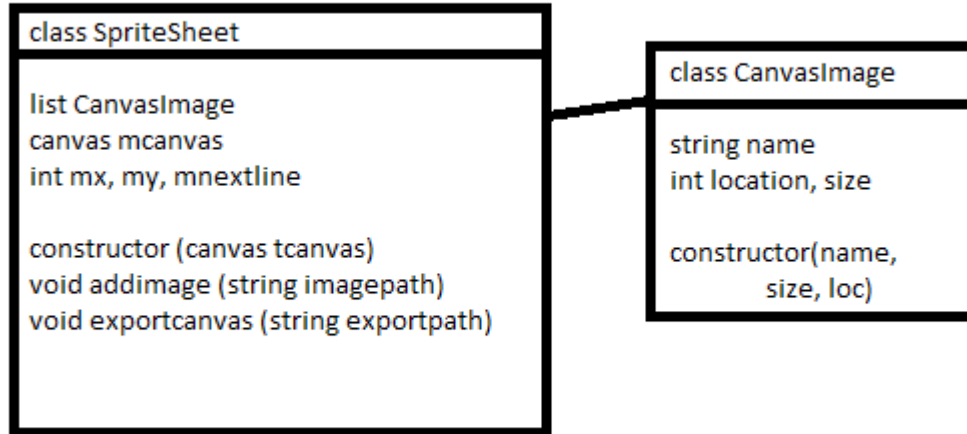 class SpriteSheet
list CanvasImage
canvas mcanvas
int mx, my, mnextline
constructor (canvas tcanvas)
void addimage (string imagepath)
void exportcanvas (string exportpath)
class CanvasImage
string name
int location, size
constructor(name,
size, loc)